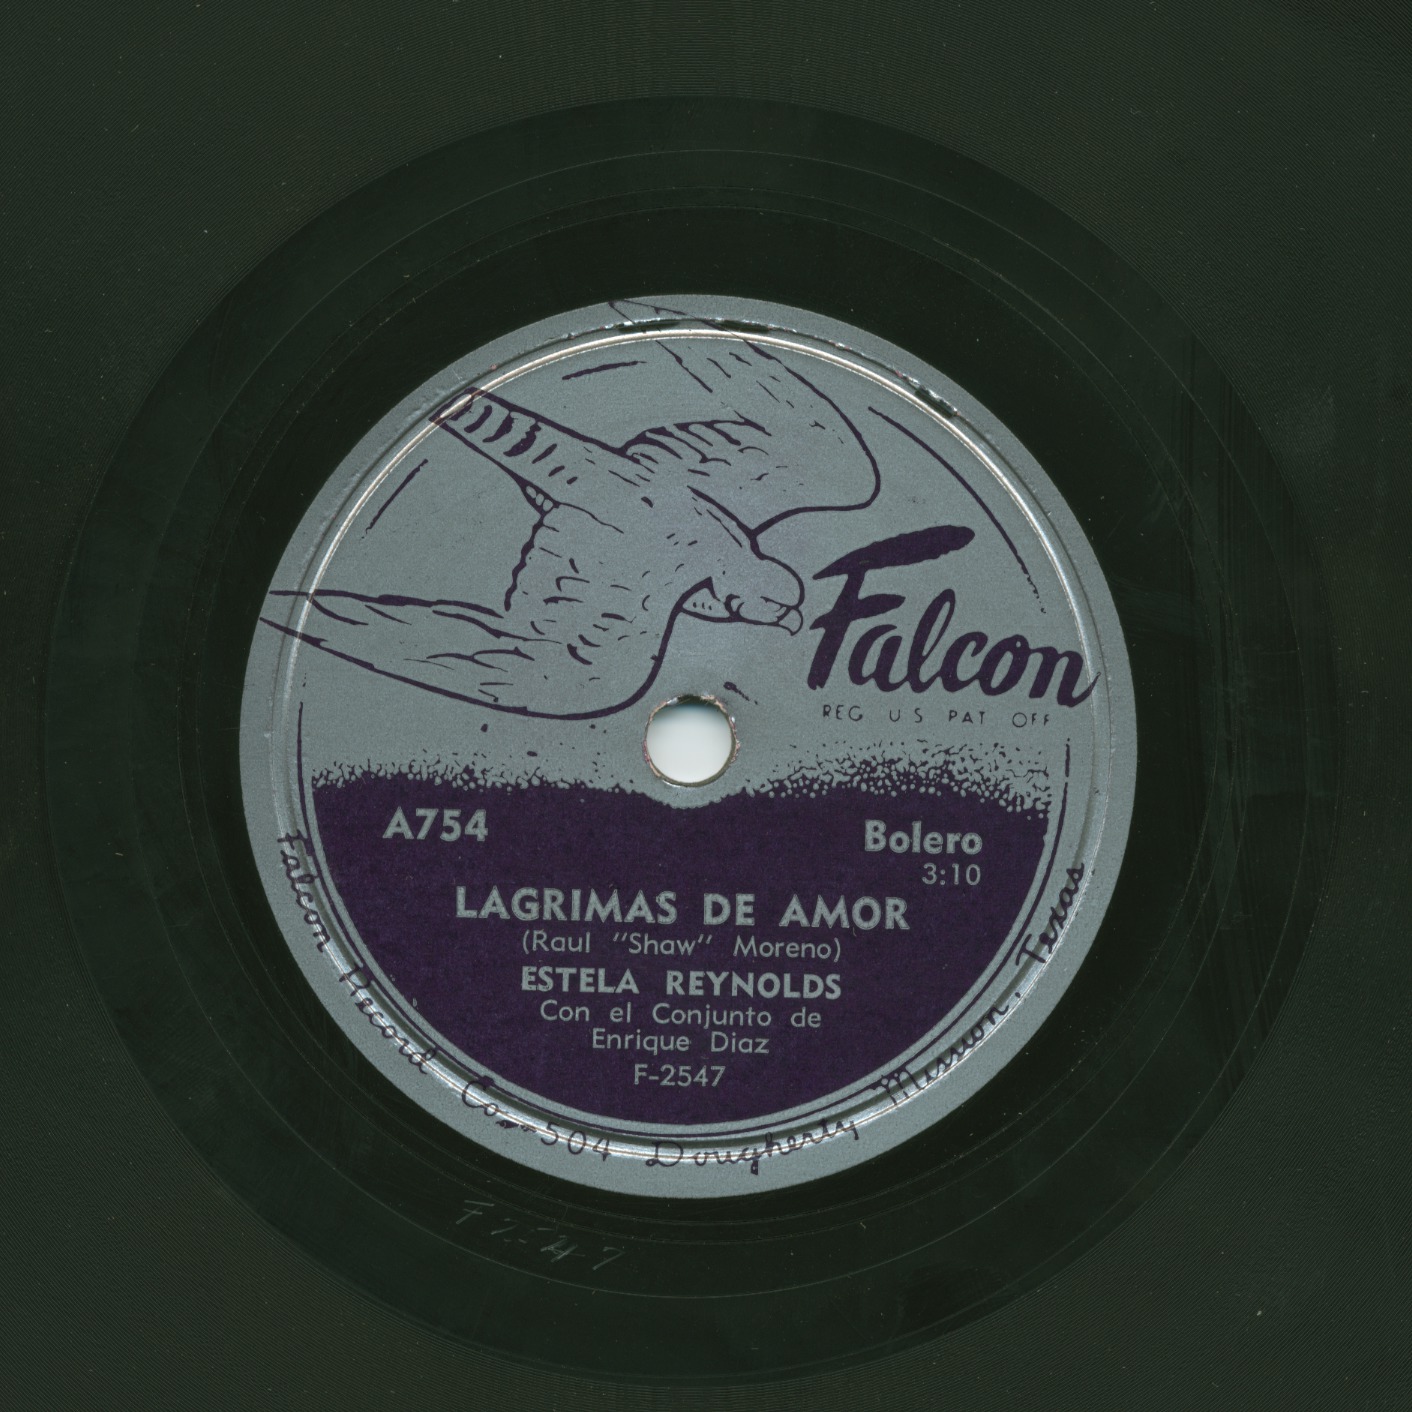 Falcon
REG US PAT OFF
A754
Bolero
3:10
LAGRIMAS DE AMOR
(Raul "Shaw" Moreno)
ESTELA REYNOLDS
Con el Conjunto de
Enrique Diaz
F-2547
Falcon Record Co.-504 Dougherty Mission, Texas